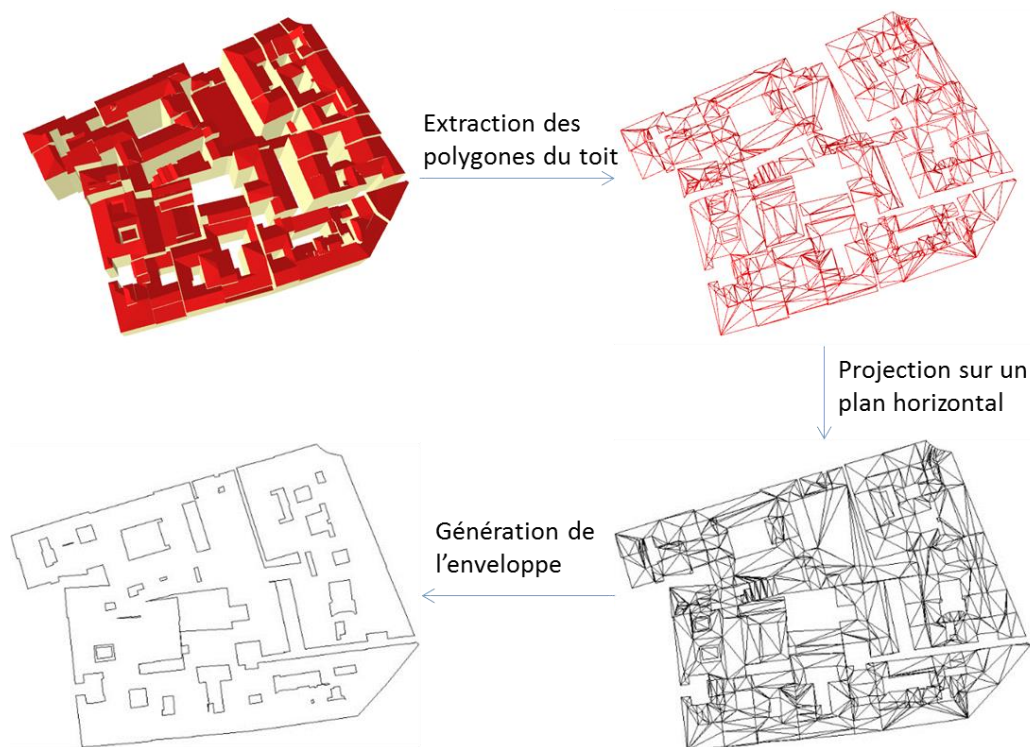 Extraction des
polygones du toit
Projection sur un
plan horizontal
Génération de
l’enveloppe